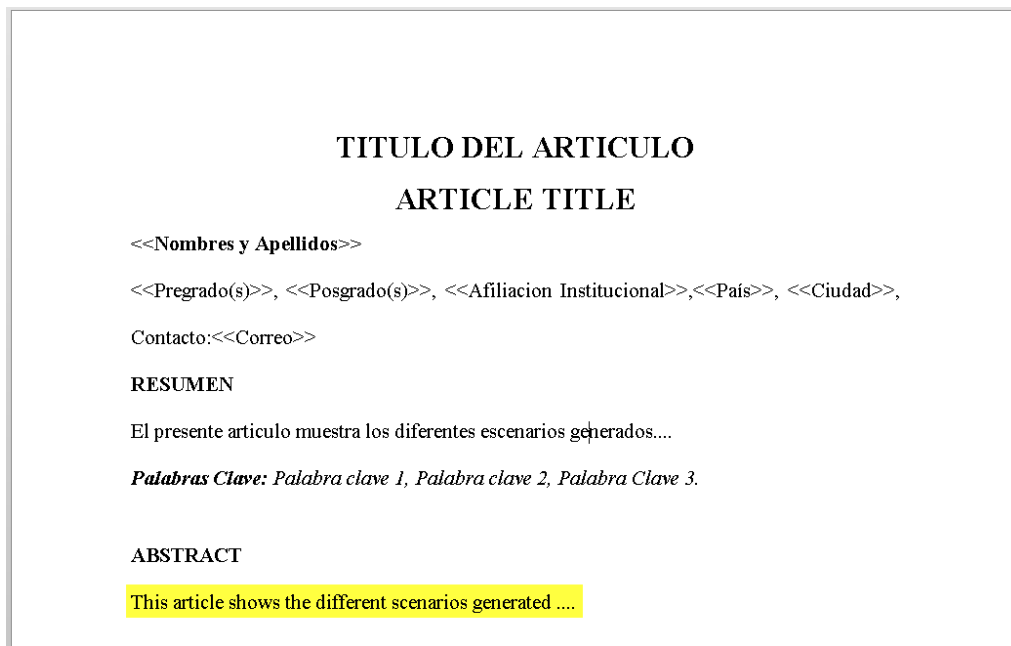 TITULO DEL ARTICULO
ARTICLE TITLE
<<Nombres y Apellidos>>
<<Pregrado(s)>>, <<Posgrado(s)>>, <<Afiliacion Institucional>>,<<País>>, <<Ciudad>>,
Contacto:<<Correo>>
RESUMEN
El presente articulo muestra los diferentes escenarios generados....
Palabras Clave: Palabra clave 1, Palabra clave 2, Palabra Clave 3.
ABSTRACT
This article shows the different scenarios generated ....